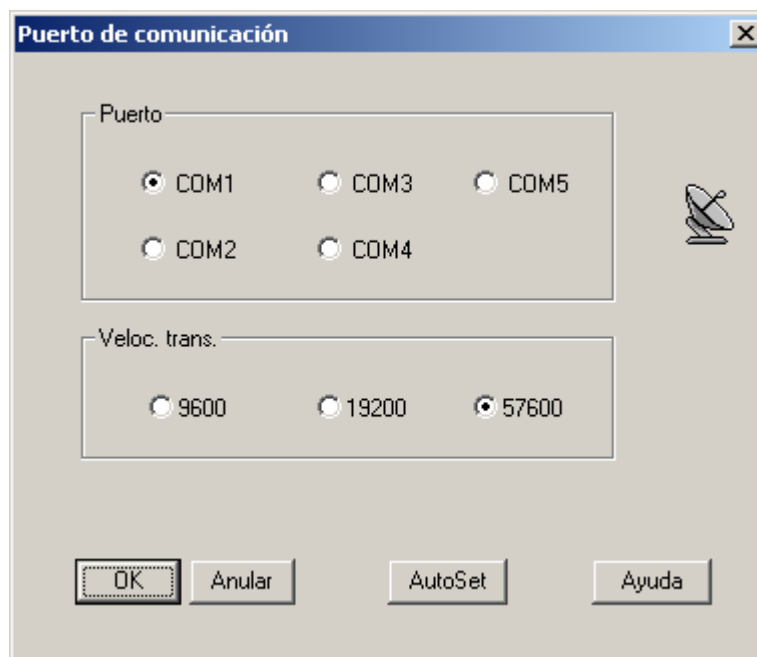 Puerto de comunicación
Puerto
COM1 COM3 COM5
COM2 COM4
Veloc. trans.
9600 19200 57600
OK Anular AutoSet Ayuda